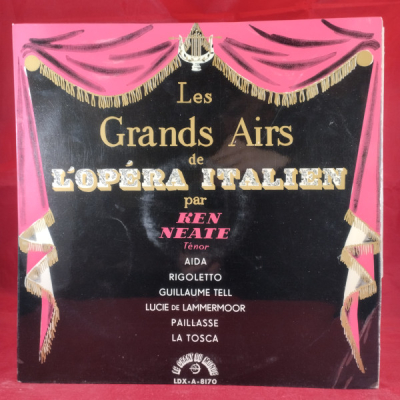 Les
Grands Airs
de
L'OPÉRA ITALIEN
par
KEN
NEATE
Ténor
AIDA
RIGOLETTO
GUILLAUME TELL
LUCIE DE LAMMERMOOR
PAILLASSE
LA TOSCA
LE CHANT DU MONDE
LDX-A-8170